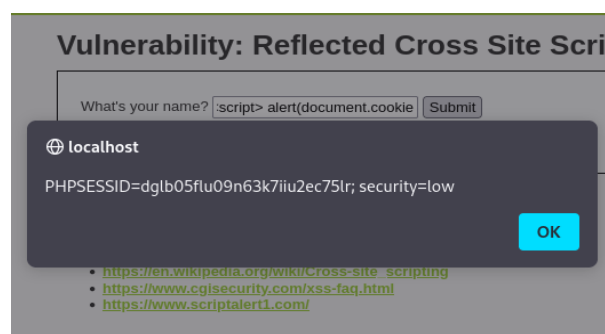 Vulnerability: Reflected Cross Site Scri
What's your name? :script> alert(document.cookie Submit
localhost
PHPSESSID=dglb05flu09n63k7iiu2ec75lr; security=low
OK
https://en.wikipedia.org/wiki/Cross-site_scripting
https://www.cgisecurity.com/xss-faq.html
https://www.scriptalert1.com/